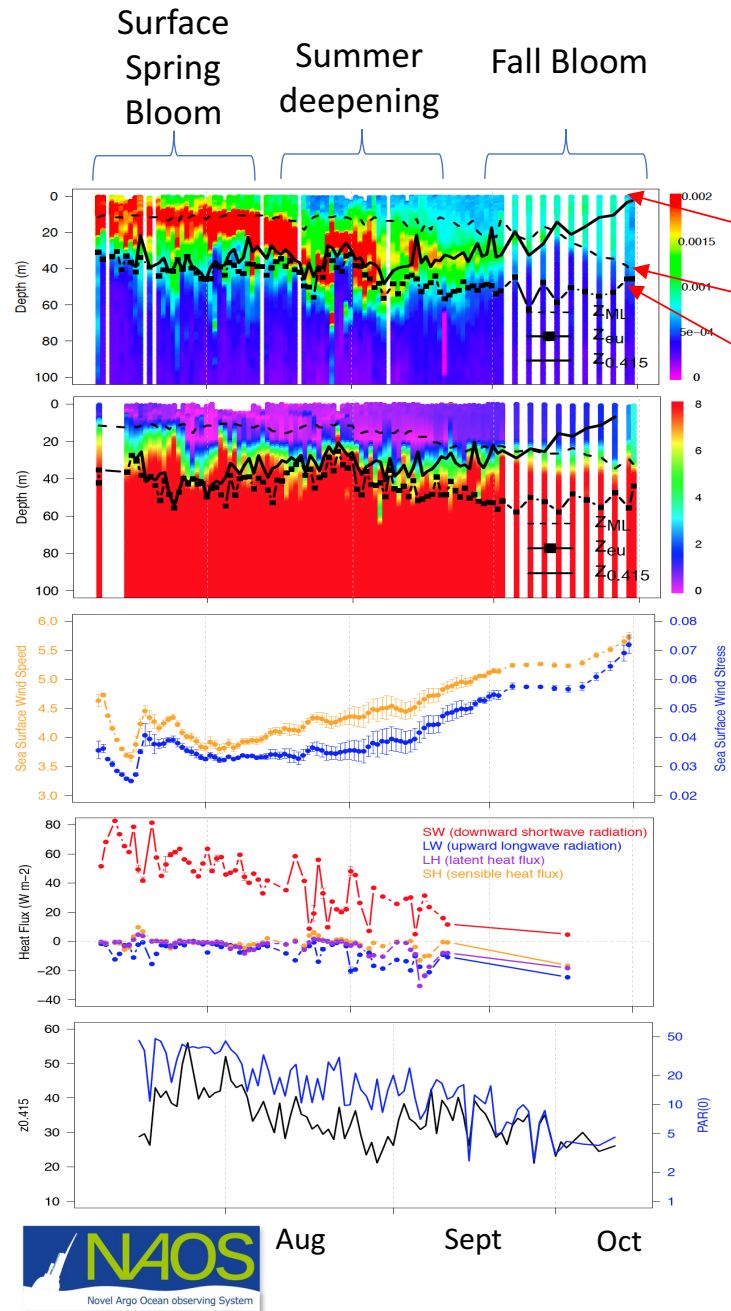 Surface
Spring
Bloom
Summer
deepening
Fall Bloom
0
20
40
60
80
100
Depth (m)
0.002
0.0015
0.001
5e−04
0
ZML
Zeu
Z0.415
0
20
40
60
80
100
Depth (m)
8
6
4
2
0
ZML
Zeu
Z0.415
6.0
5.5
5.0
4.5
4.0
3.5
3.0
Sea Surface Wind Speed
0.08
0.07
0.06
0.05
0.04
0.03
0.02
Sea Surface Wind Stress
80
60
40
20
0
−20
−40
Heat Flux (W m−2)
SW (downward shortwave radiation)
LW (upward longwave radiation)
LH (latent heat flux)
SH (sensible heat flux)
60
50
40
30
20
10
z0.415
50
20
10
5
2
1
PAR(0)
Aug
Sept
Oct
NAOS
Novel Argo Ocean observing System